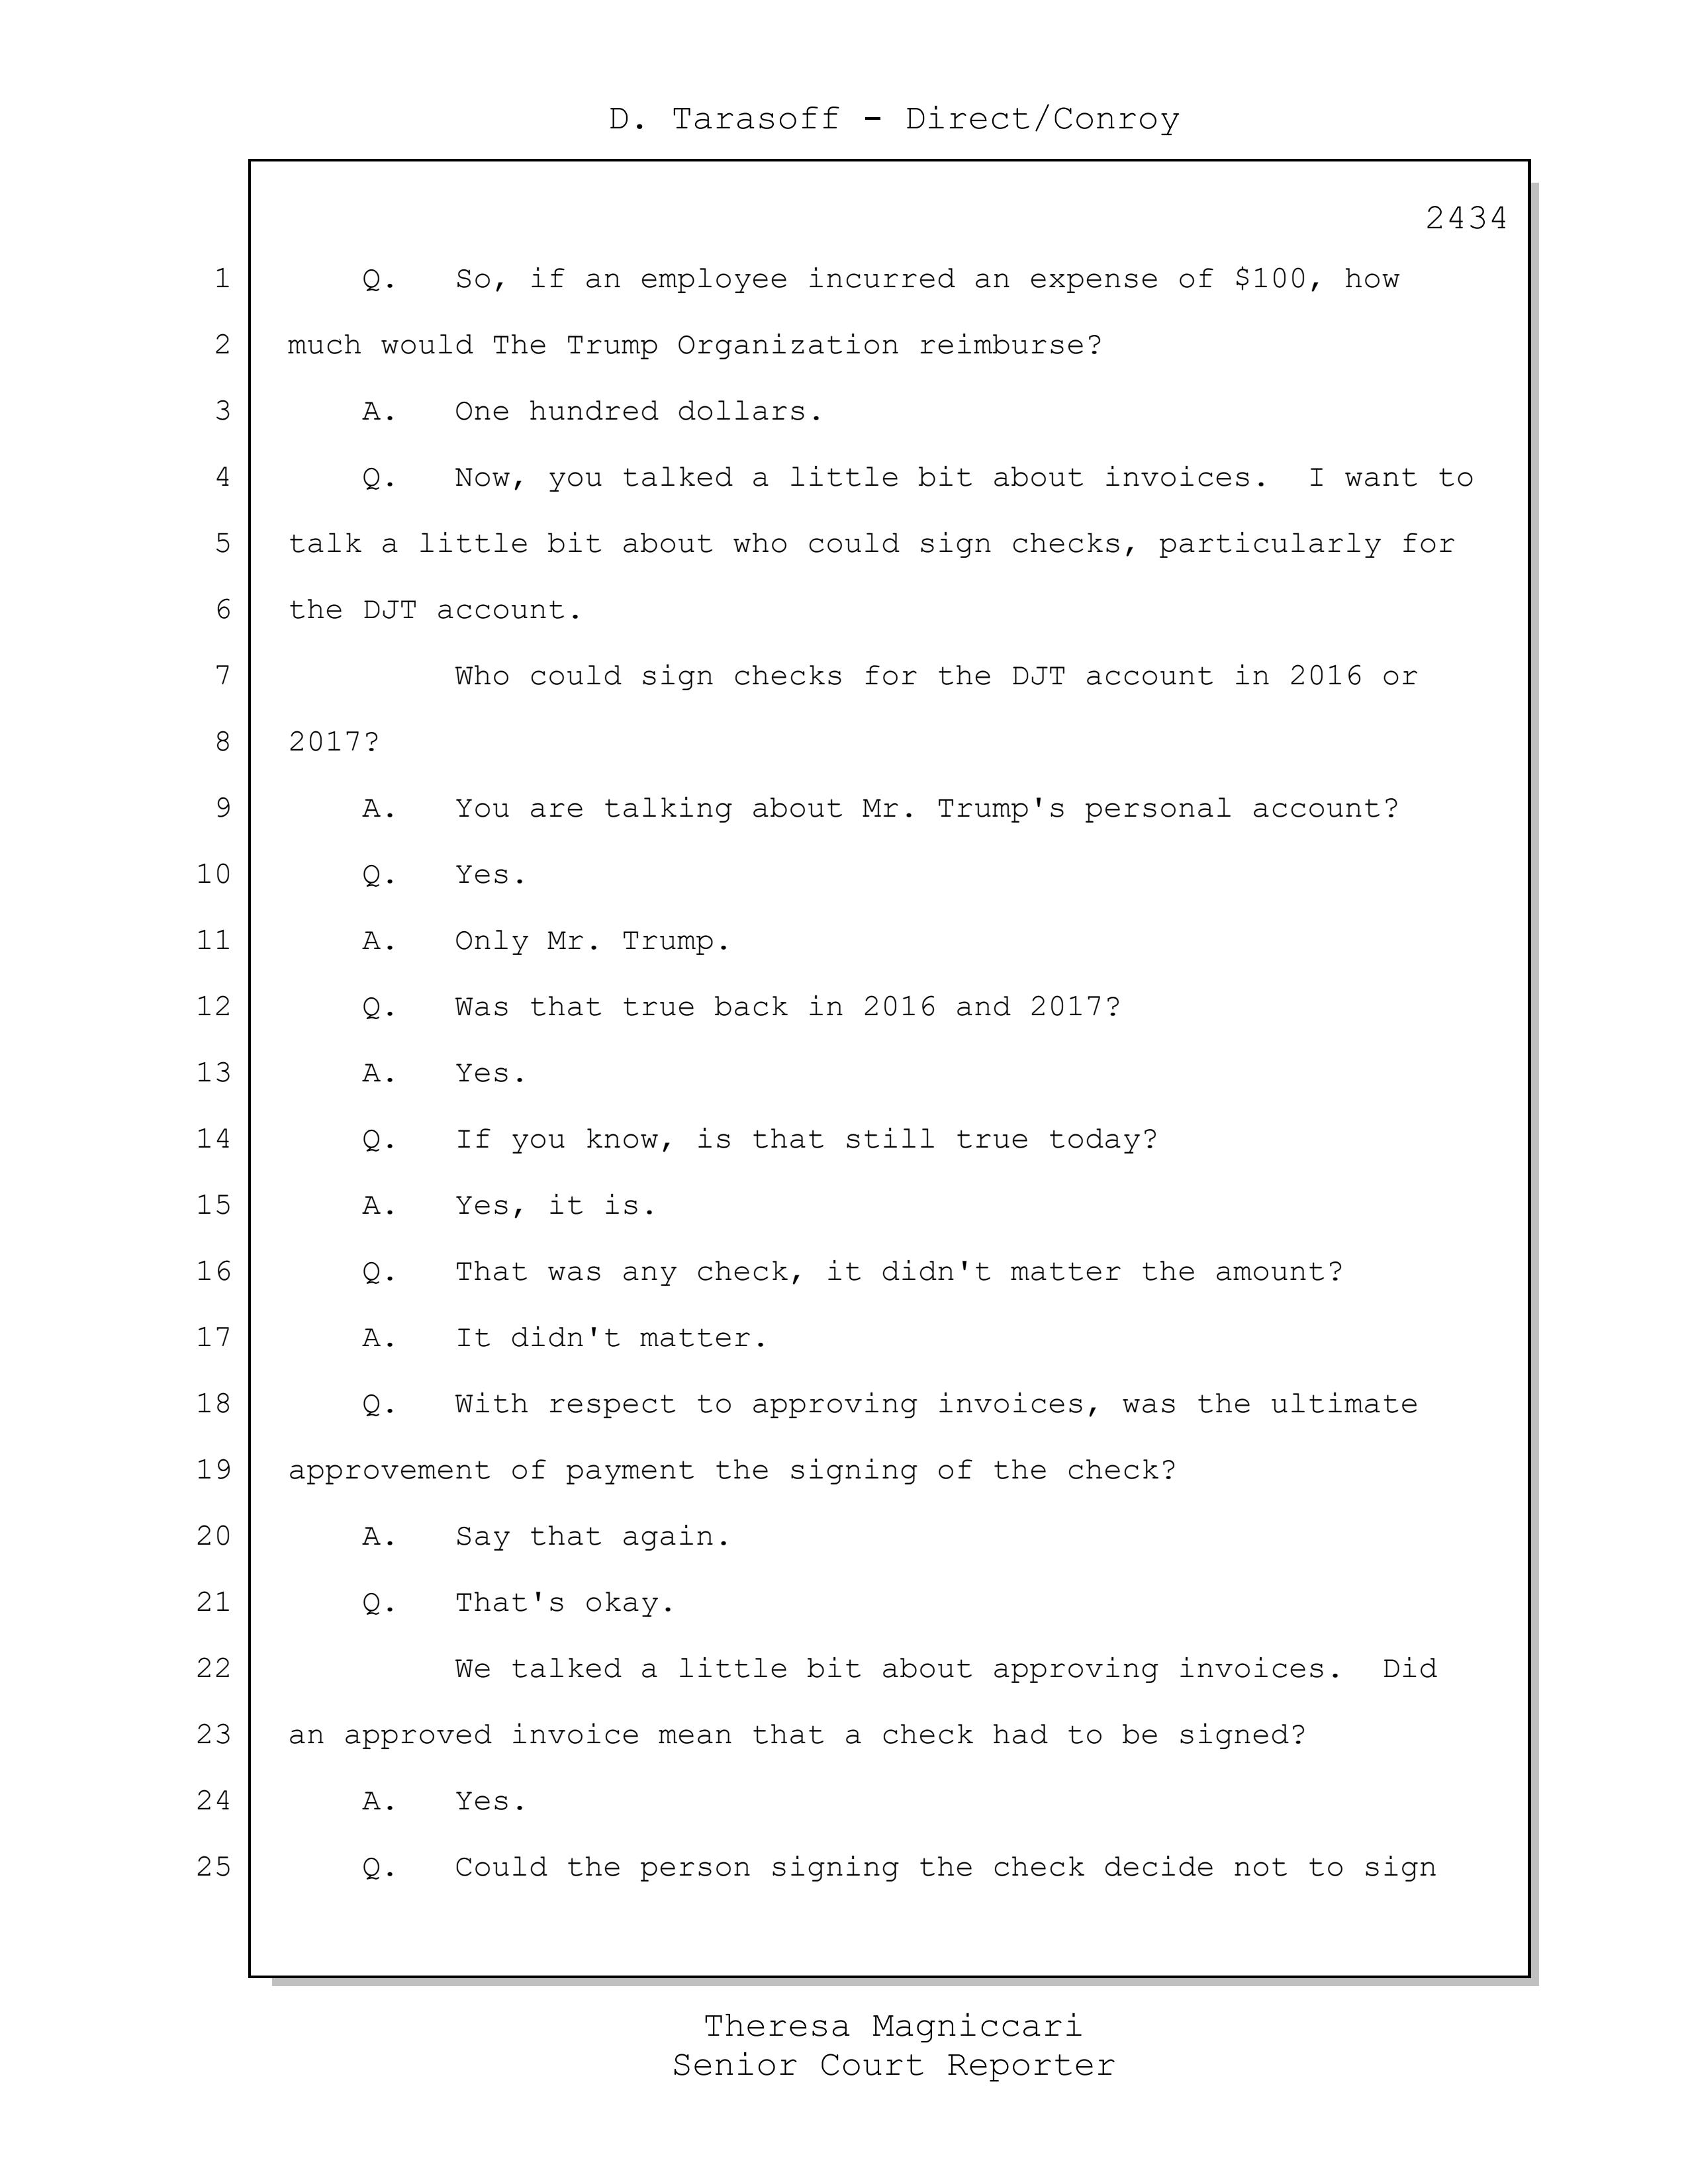 D. Tarasoff - Direct/Conroy
2434
1 Q. So, if an employee incurred an expense of $100, how
2 much would The Trump Organization reimburse?
3 A. One hundred dollars.
4 Q. Now, you talked a little bit about invoices. I want to
5 talk a little bit about who could sign checks, particularly for
6 the DJT account.
7 Who could sign checks for the DJT account in 2016 or
8 2017?
9 A. You are talking about Mr. Trump's personal account?
10 Q. Yes.
11 A. Only Mr. Trump.
12 Q. Was that true back in 2016 and 2017?
13 A. Yes.
14 Q. If you know, is that still true today?
15 A. Yes, it is.
16 Q. That was any check, it didn't matter the amount?
17 A. It didn't matter.
18 Q. With respect to approving invoices, was the ultimate
19 approvement of payment the signing of the check?
20 A. Say that again.
21 Q. That's okay.
22 We talked a little bit about approving invoices. Did
23 an approved invoice mean that a check had to be signed?
24 A. Yes.
25 Q. Could the person signing the check decide not to sign
Theresa Magniccari
Senior Court Reporter